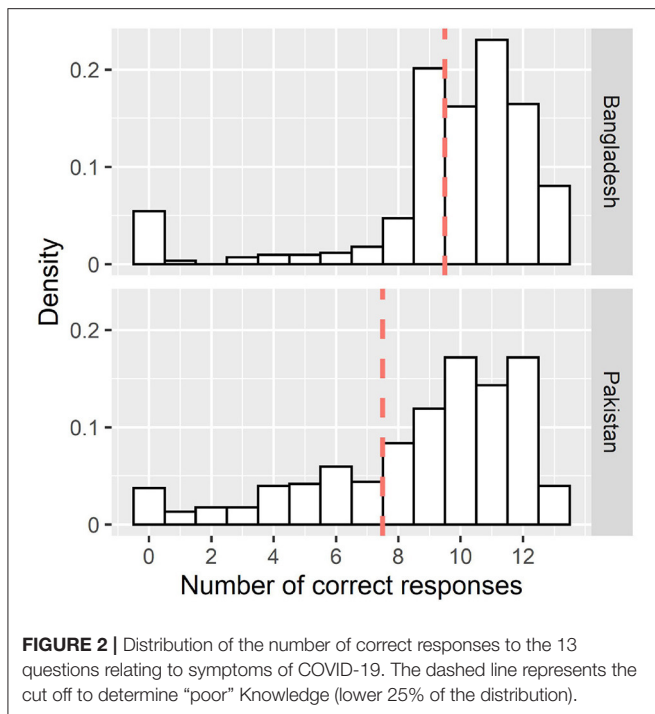 0.2
0.1
0
Bangladesh
Density
0.2
0.1
0
Pakistan
0 2 4 6 8 10 12
Number of correct responses
FIGURE 2 | Distribution of the number of correct responses to the 13
questions relating to symptoms of COVID-19. The dashed line represents the
cut off to determine “poor” Knowledge (lower 25% of the distribution).